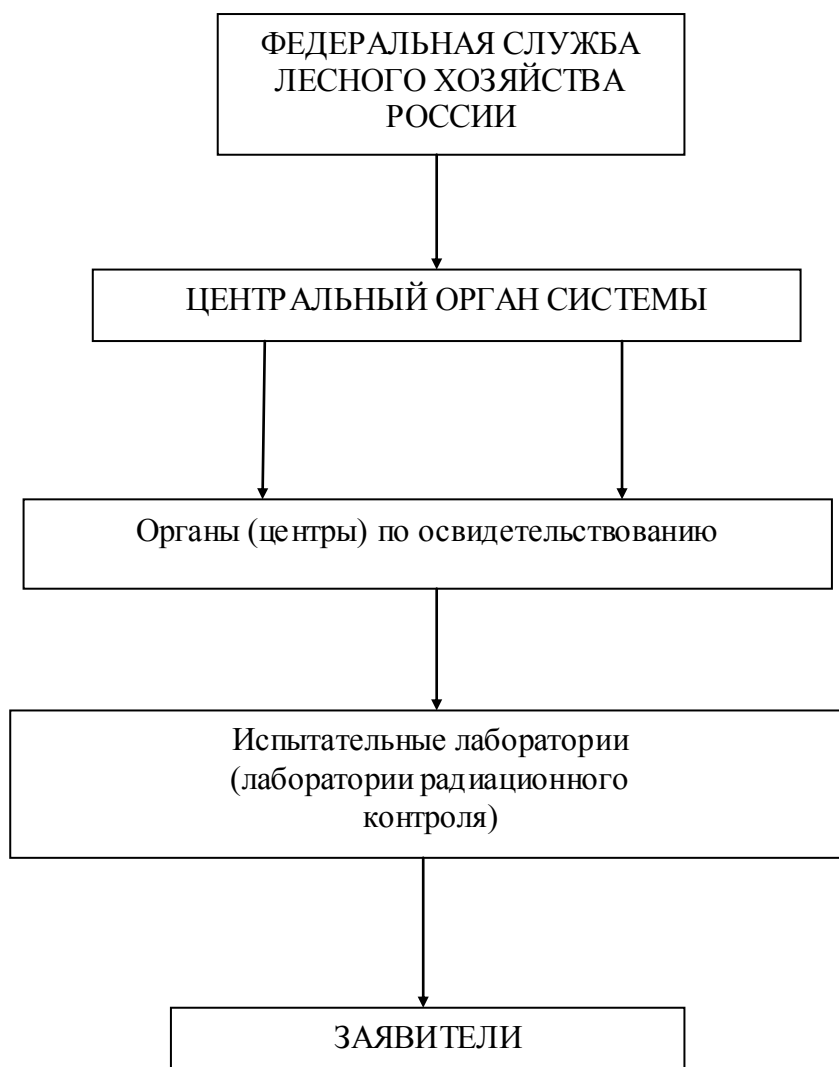 ФЕДЕРАЛЬНАЯ СЛУЖБА
ЛЕСНОГО ХОЗЯЙСТВА
РОССИИ
ЦЕНТРАЛЬНЫЙ ОРГАН СИСТЕМЫ
Органы (центры) по освидетельствованию
Испытательные лаборатории
(лаборатории радиационного
контроля)
ЗАЯВИТЕЛИ